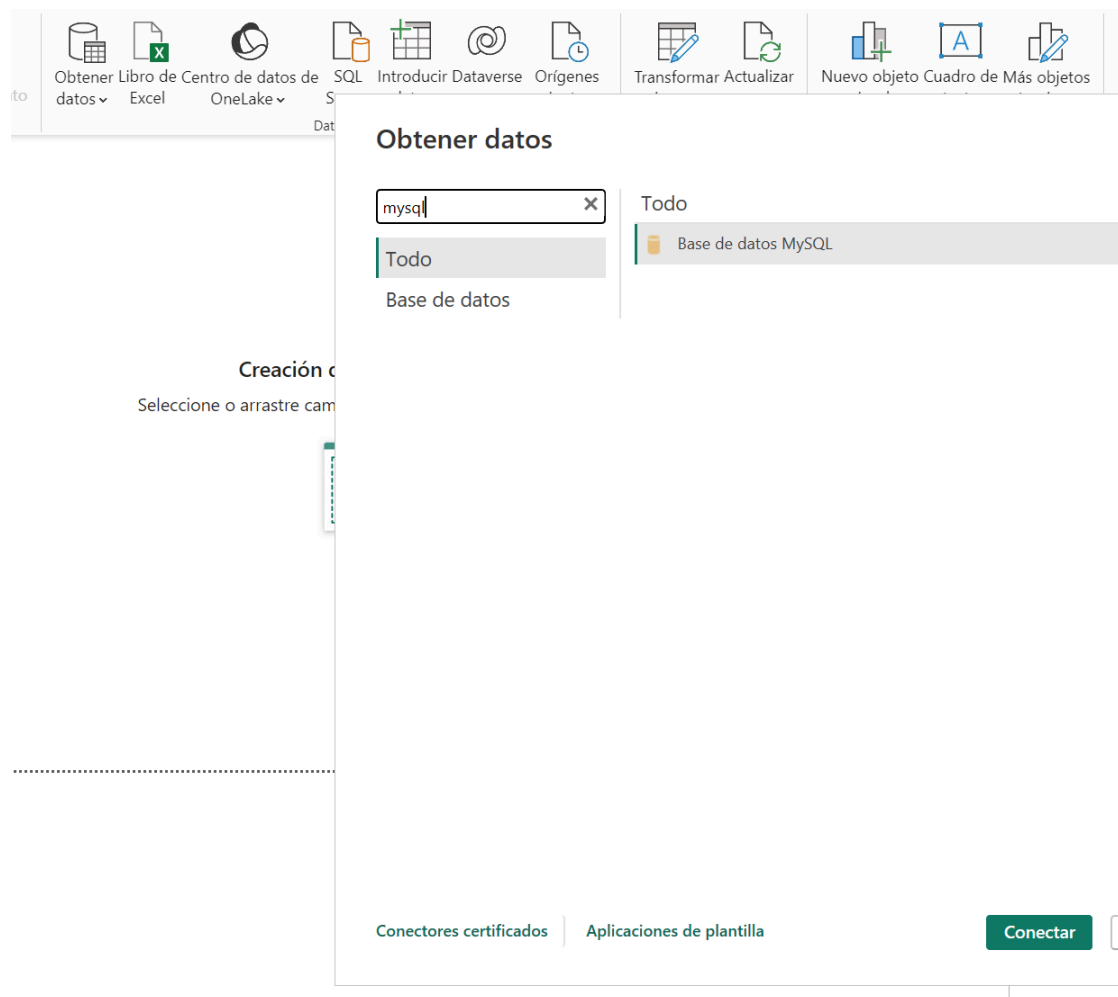 Obtener datos
Libro de Excel
Centro de datos de OneLake
SQL
Introducir
Dataverse
Orígenes
Transformar
Actualizar
Nuevo objeto
Cuadro de
Más objetos
Obtener datos
mysql
Todo
Todo
Base de datos MySQL
Base de datos
Creación
Seleccione o arrastre
Conectores certificados
Aplicaciones de plantilla
Conectar